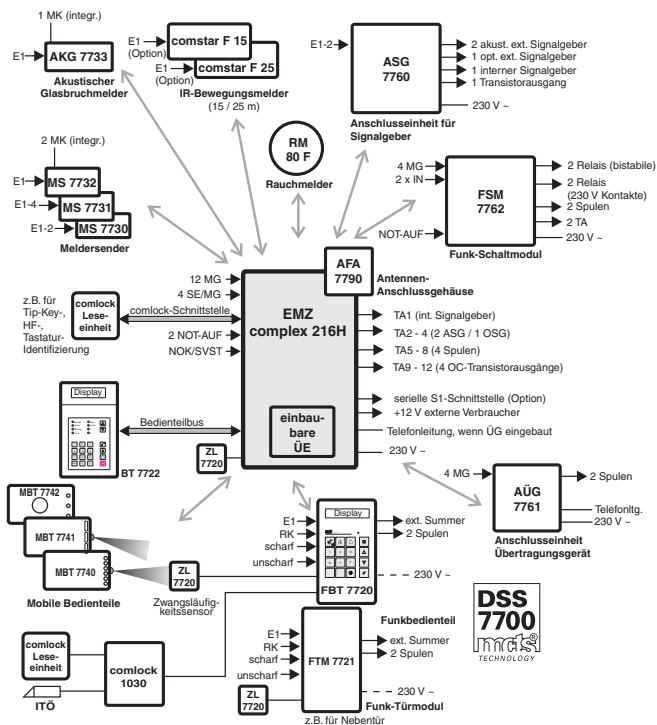 1 MK (integr.)
E1
AKG 7733
Akustischer
Glasbruchmelder
E1
(Option)
comstar F 15
E1
(Option)
comstar F 25
IR-Bewegungsmelder
(15 / 25 m)
E1-2
ASG
7760
2 akust. ext. Signalgeber
1 opt. ext. Signalgeber
1 interner Signalgeber
1 Transistorausgang
230 V ~
Anschlusseinheit für
Signalgeber
RM
80 F
Rauchmelder
2 MK (integr.)
E1
MS 7732
E1-4
MS 7731
E1-2
MS 7730
Meldersender
4 MG
2 x IN
NOT-AUF
FSM
7762
2 Relais (bistabile)
2 Relais
(230 V Kontakte)
2 Spulen
2 TA
230 V ~
Funk-Schaltmodul
AFA
7790
Antennen-
Anschlussgehäuse
12 MG
4 SE/MG
comlock-Schnittstelle
2 NOT-AUF
NOK/SVST
z.B. für
Tip-Key-,
HF-,
Tastatur-
Identifizierung
comlock
Lese-
einheit
EMZ
complex 216H
TA1 (int. Signalgeber)
TA2 - 4 (2 ASG / 1 OSG)
TA5 - 8 (4 Spulen)
TA9 - 12 (4 OC-Transistorausgänge)
serielle S1-Schnittstelle (Option)
+12 V externe Verbraucher
Telefonleitung, wenn ÜG eingebaut
230 V ~
einbau-
bare
ÜE
Display
Bedienteilbus
BT 7722
ZL
7720
4 MG
AÜG
7761
2 Spulen
Telefonltg.
230 V ~
Anschlusseinheit
Übertragungsgerät
MBT 7742
MBT 7741
MBT 7740
Mobile Bedienteile
ZL
7720
Zwangsläufig-
keitssensor
E1
RK
scharf
unscharf
Display
FBT 7720
ext. Summer
2 Spulen
230 V ~
Funkbedienteil
E1
RK
scharf
unscharf
FTM 7721
ext. Summer
2 Spulen
230 V ~
Funk-Türmodul
z.B. für Nebentür
ZL
7720
comlock
Lese-
einheit
ITÖ
comlock
1030
DSS
7700
mats®
TECHNOLOGY